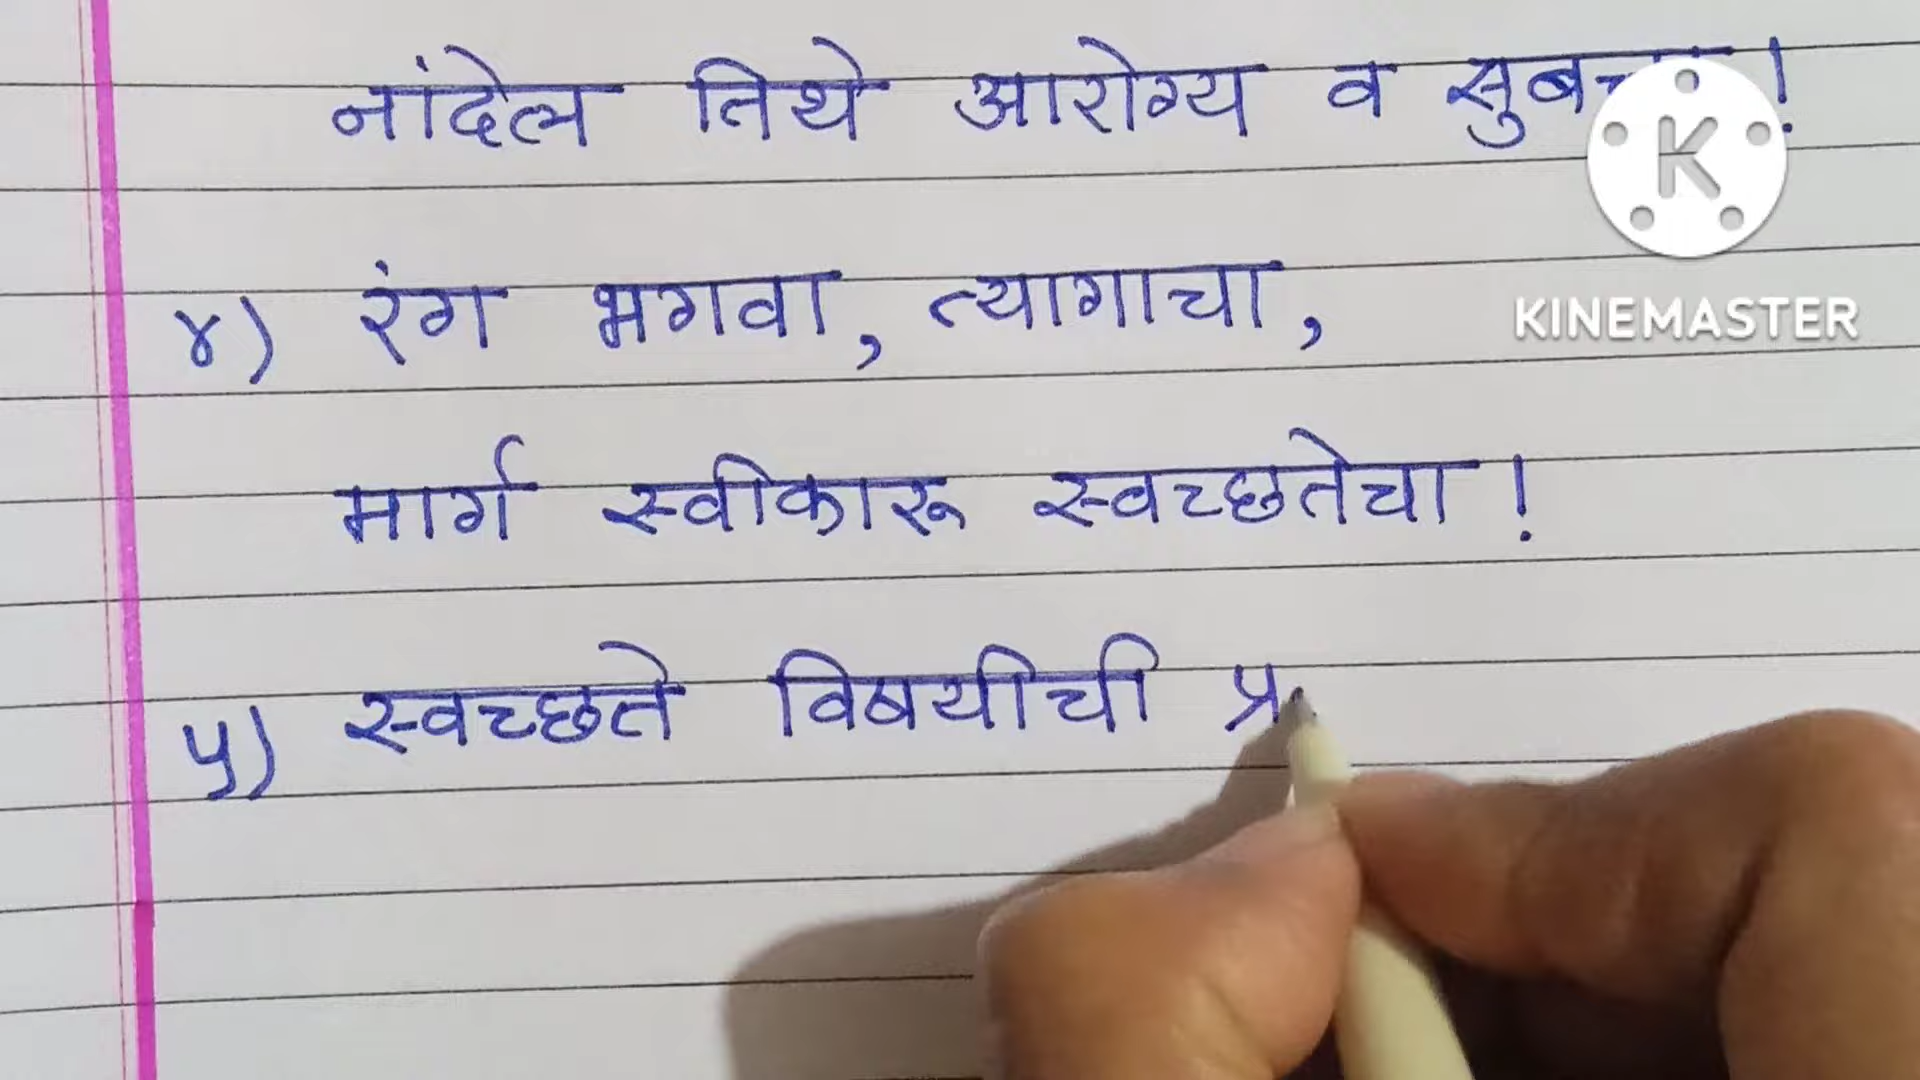 नांदेल तिथे आरोग्य व !
४) रंग भगवा, त्यागाचा,
मार्ग स्वीकारू स्वच्छतेचा !
५) स्वच्छते विषयीची
KINEMASTER